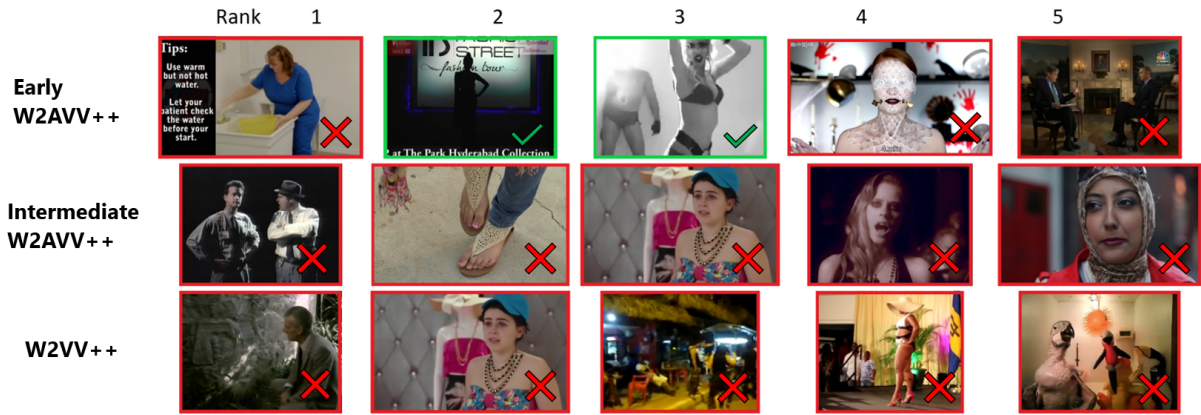 Rank 1 2 3 4 5
Early
W2AVV++
Tips:
Use warm
but not hot
water.
Let your
patient check
the water
before your
start.
STREET
fashion tour
at The Park Hyderabad Collection
NBC
Intermediate
W2AVV++
W2VV++